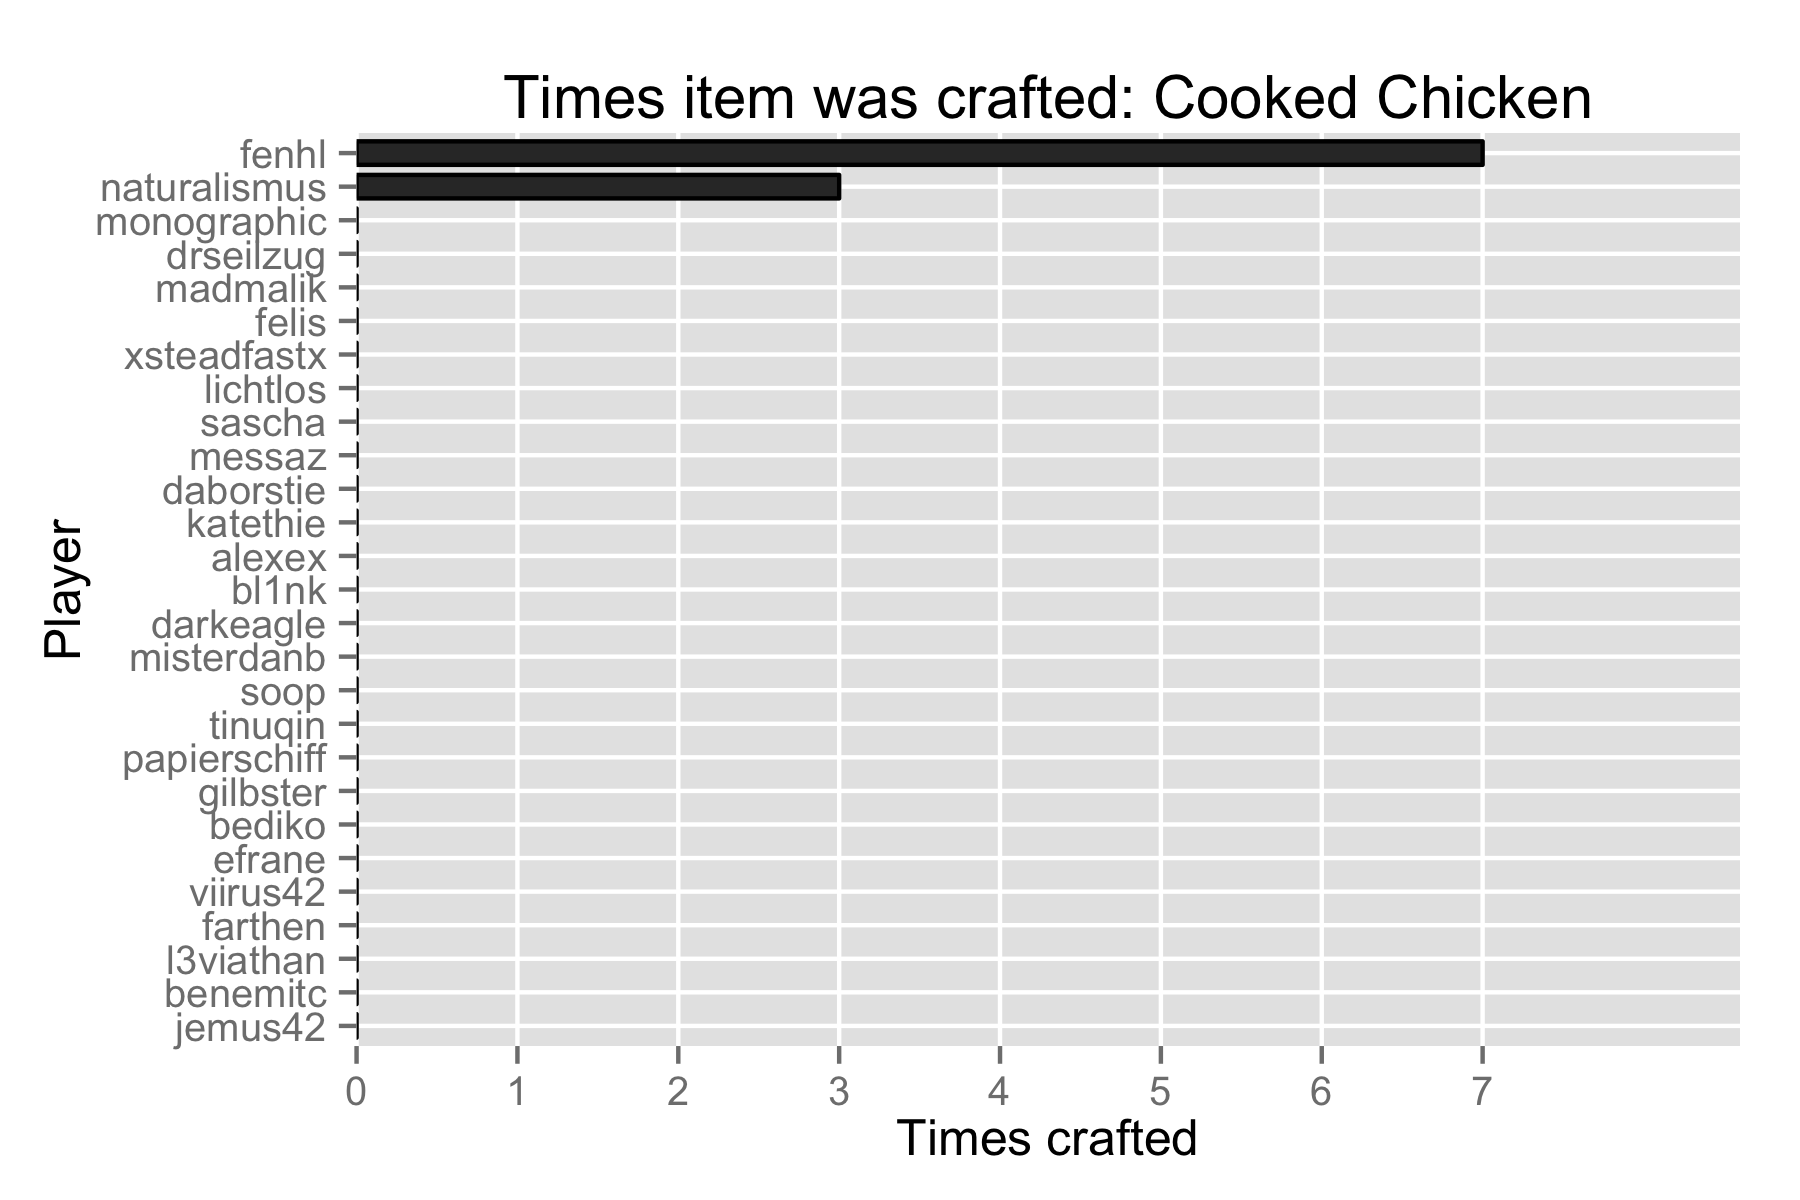 Times item was crafted: Cooked Chicken
fenhl
naturalismus
monographic
drseilzug
madmalik
felis
xsteadfastx
lichtlos
sascha
messaz
daborstie
katethie
alexex
bl1nk
darkeagle
misterdanb
soop
tinuqin
papierschiff
gilbster
bediko
efrane
viirus42
farthen
l3viathan
benemitc
jemus42
Player
0 1 2 3 4 5 6 7
Times crafted